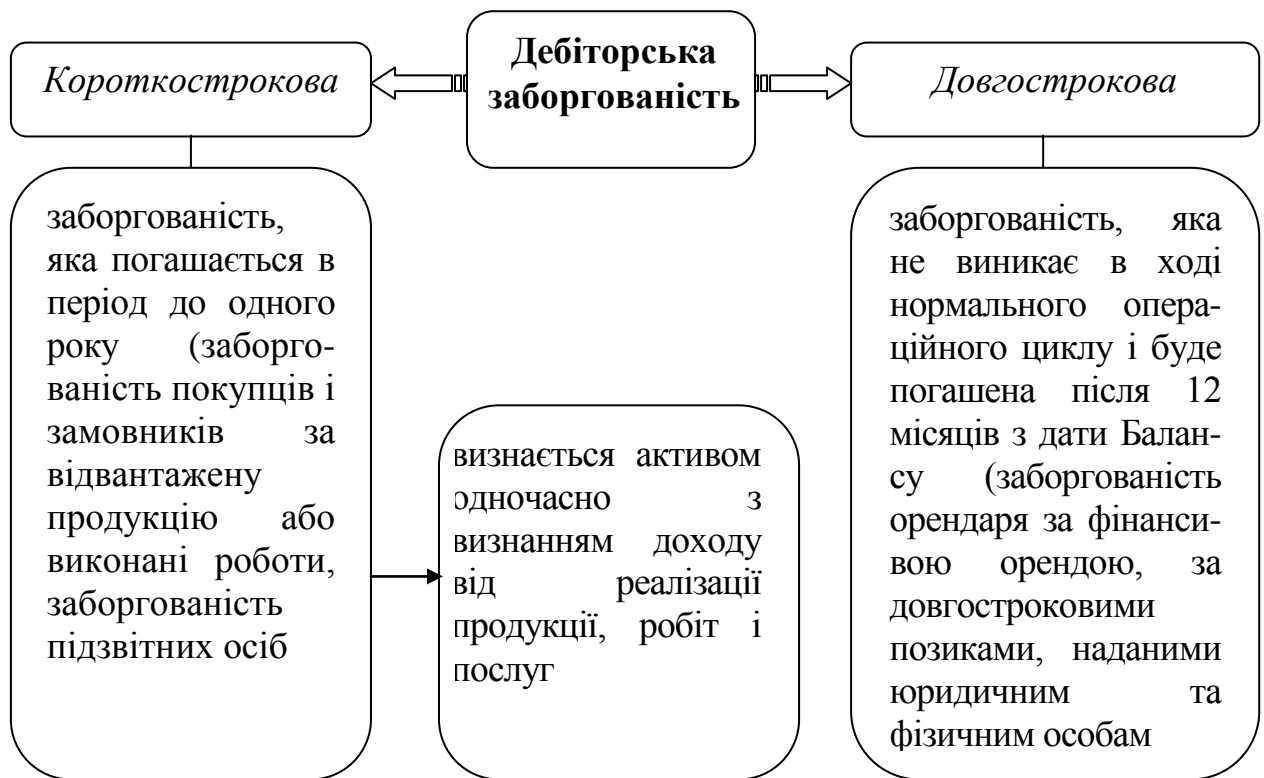 Дебіторська
заборгованість
Короткострокова
Довгострокова
заборгованість,
яка погашається в
період до одного
року (заборго-
ваність покупців і
замовників за
відвантажену
продукцію або
виконані роботи,
заборгованість
підзвітних осіб
визнається активом
одночасно з
визнанням доходу
від реалізації
продукції, робіт і
послуг
заборгованість, яка
не виникає в ході
нормального опера-
ційного циклу і буде
погашена після 12
місяців з дати Балан-
су (заборгованість
орендаря за фінанси-
вою орендою, за
довгостроковими
позиками, наданими
юридичним та
фізичним особам